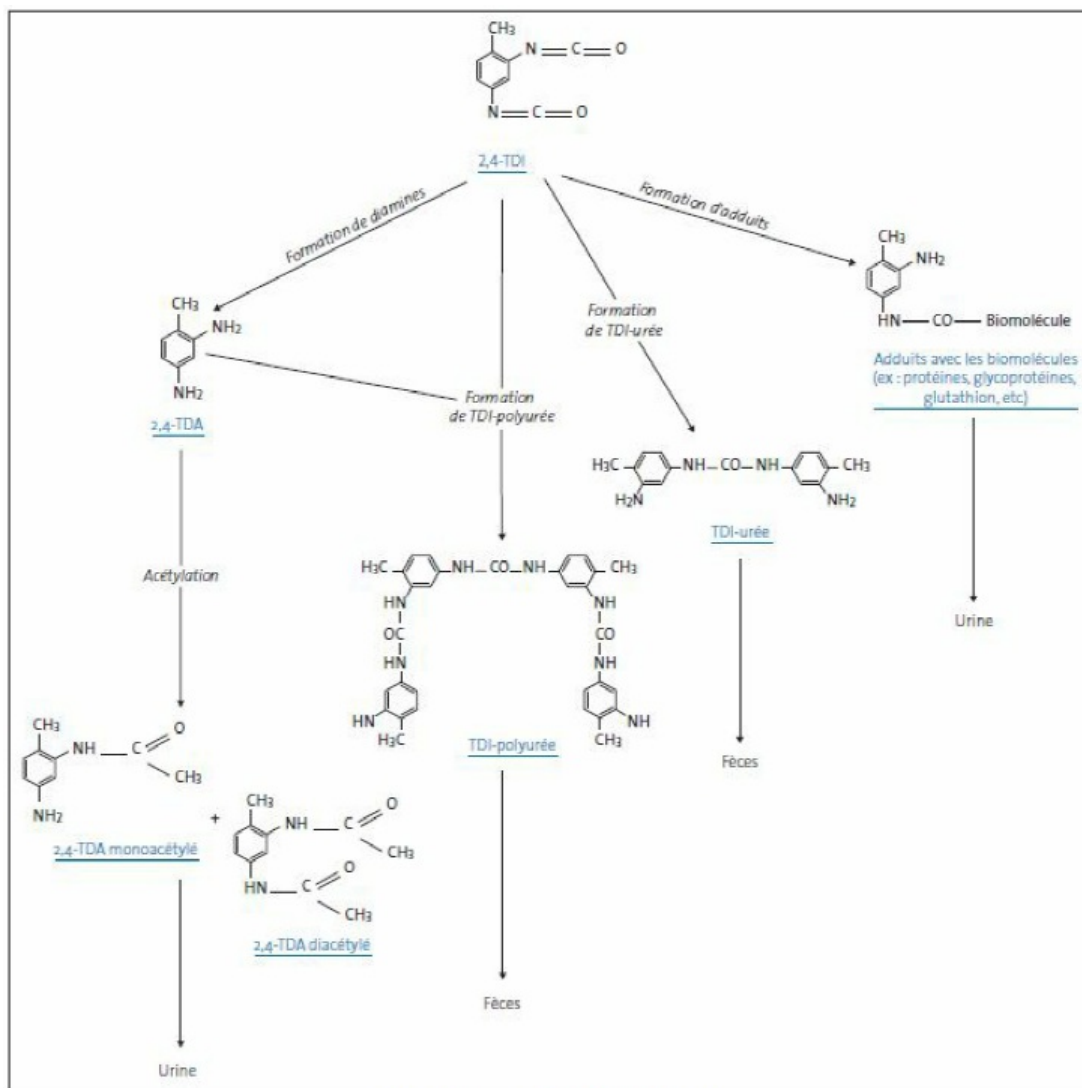 CH3
N=C=O
N=C=O
2,4-TDI
Formation de diamines
Formation d'adduits
CH3
NH2
HN—CO—Biomolécule
Adduits avec les biomolécules
(ex : protéines, glycoprotéines,
glutathion, etc)
CH3
NH2
NH2
2,4-TDA
Formation
de TDI-urée
Formation
de TDI-polyurée
H3C NH—CO—NH CH3
H2N NH2
TDI-urée
Acétylation
H3C NH—CO—NH CH3
HN HN
OC CO
HN NH
HN NH
H3C CH3
TDI-polyurée
Urine
Fèces
CH3
NH—C=O
CH3
NH2
2,4-TDA monoacétylé
+
CH3
NH—C=O
CH3
HN—C=O
CH3
2,4-TDA diacétylé
Fèces
Urine